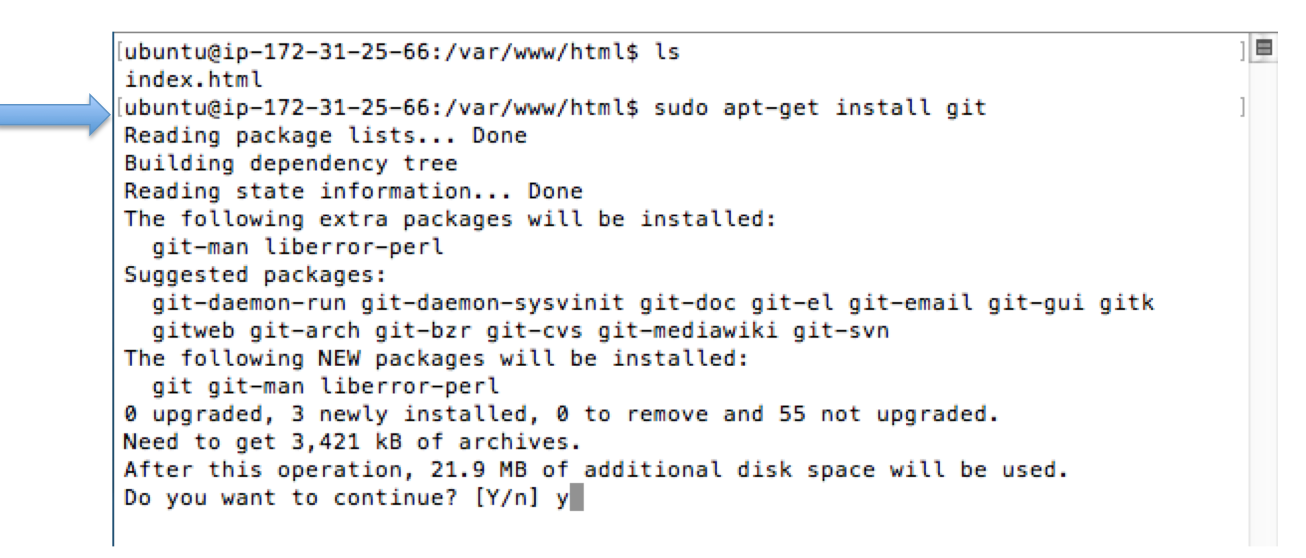 [ubuntu@ip-172-31-25-66:/var/www/html$ ls ]
index.html
[ubuntu@ip-172-31-25-66:/var/www/html$ sudo apt-get install git ]
Reading package lists... Done
Building dependency tree
Reading state information... Done
The following extra packages will be installed:
  git-man liberror-perl
Suggested packages:
  git-daemon-run git-daemon-sysvinit git-doc git-el git-email git-gui gitk
  gitweb git-arch git-bzr git-cvs git-mediawiki git-svn
The following NEW packages will be installed:
  git git-man liberror-perl
0 upgraded, 3 newly installed, 0 to remove and 55 not upgraded.
Need to get 3,421 kB of archives.
After this operation, 21.9 MB of additional disk space will be used.
Do you want to continue? [Y/n] y